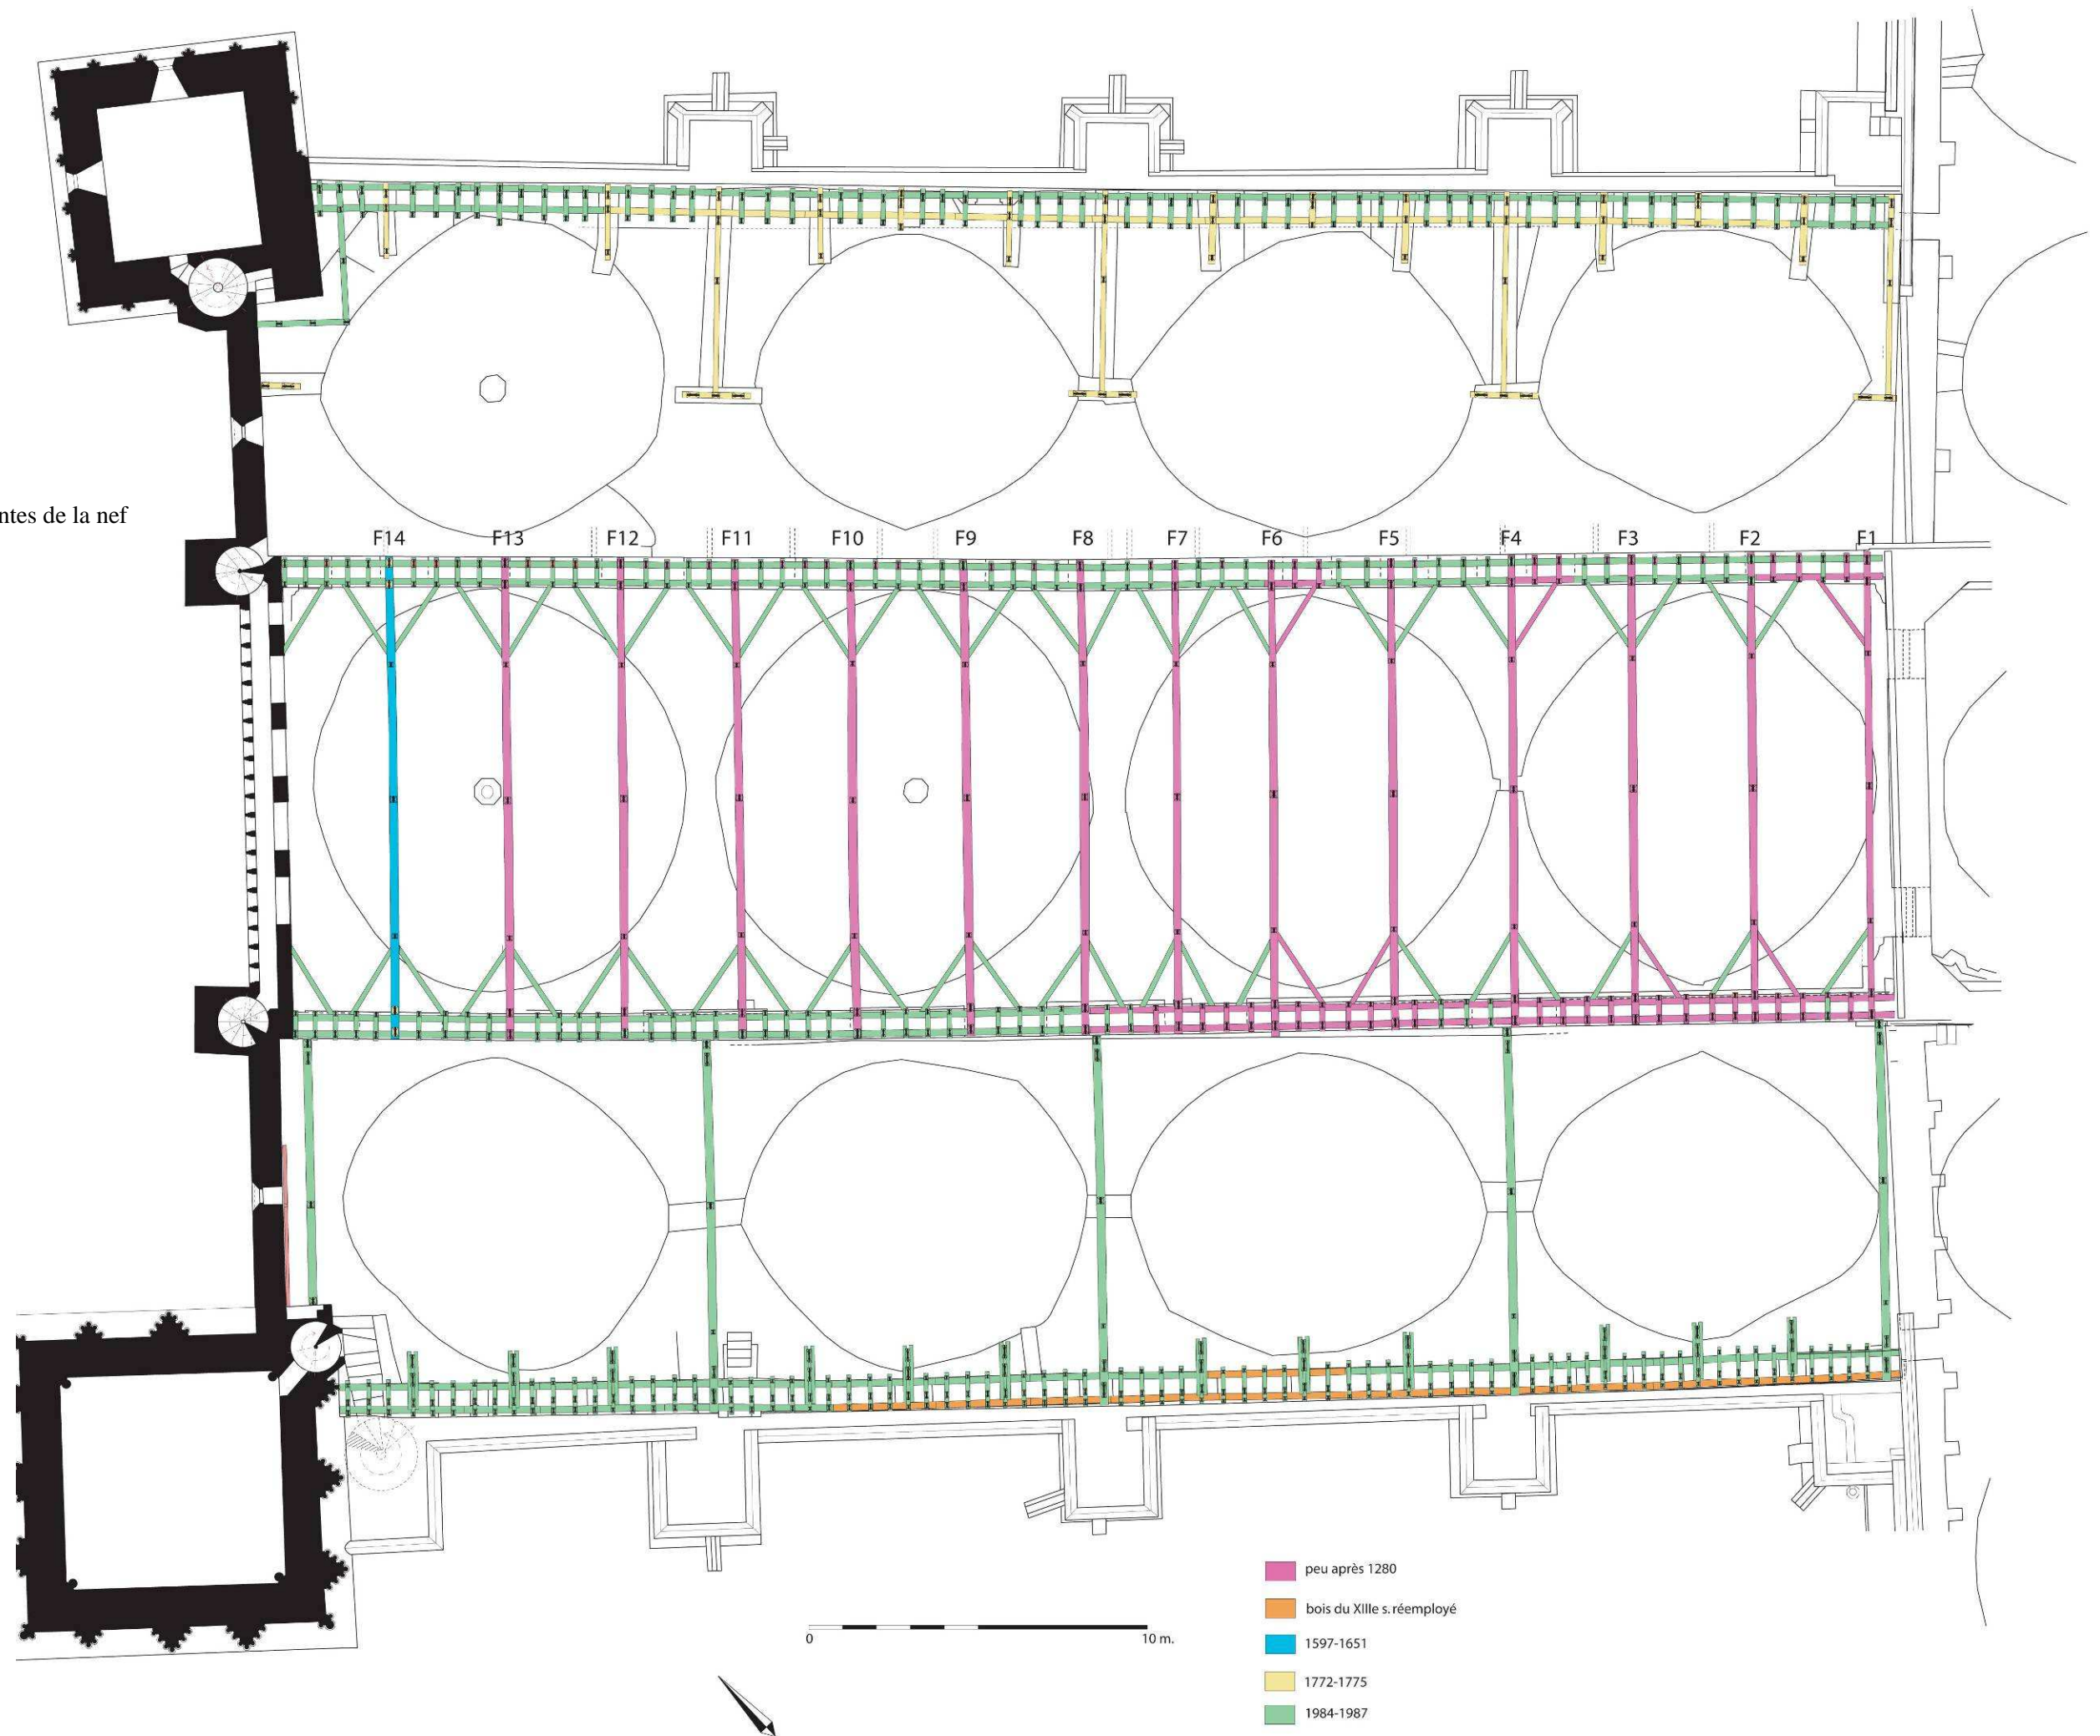 ntes de la nef
F14 F13 F12 F11 F10 F9 F8 F7 F6 F5 F4 F3 F2 F1
peu après 1280
bois du XIIIe s. réemployé
1597-1651
1772-1775
1984-1987
0 10 m.